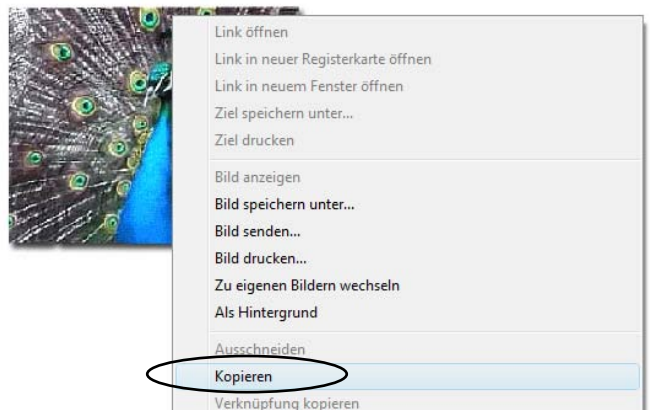 Link öffnen
Link in neuer Registerkarte öffnen
Link in neuem Fenster öffnen
Ziel speichern unter...
Ziel drucken
Bild anzeigen
Bild speichern unter...
Bild senden...
Bild drucken...
Zu eigenen Bildern wechseln
Als Hintergrund
Ausschneiden
Kopieren
Verknüpfung kopieren